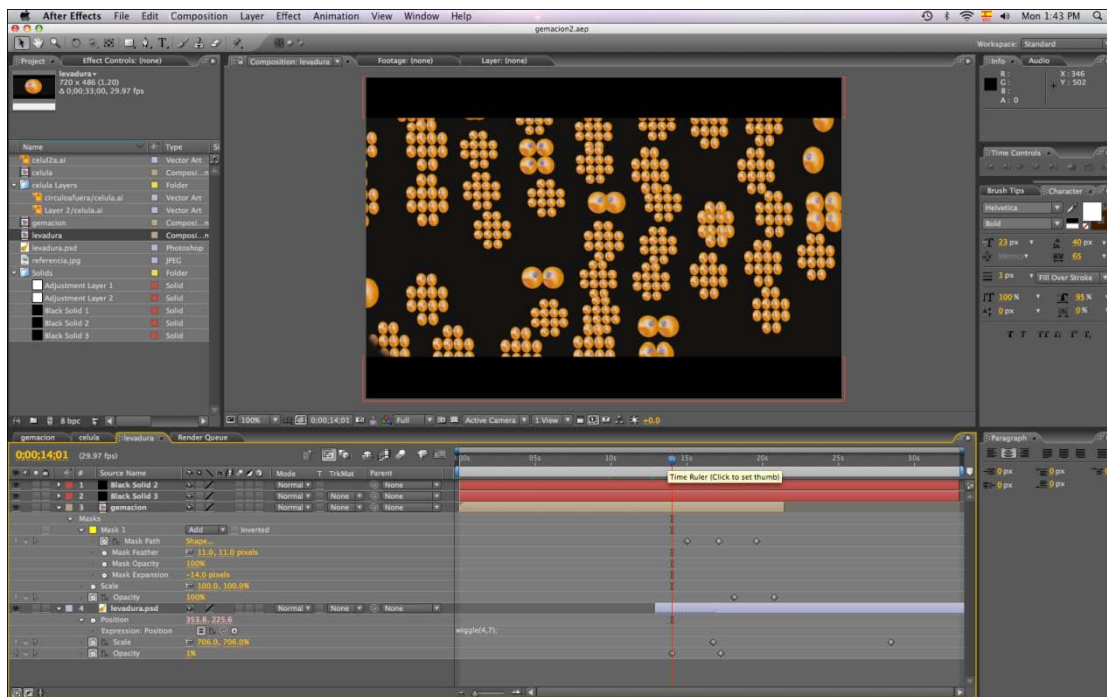 After Effects File Edit Composition Layer Effect Animation View Window Help Mon 1:43 PM
gemacion2.aep
Workspace: Standard
Project Effect Controls: (none)
Composition: levadura Footage: (none) Layer: (none)
Info Audio
levadura
720 x 486 (1.20)
Δ 0;00;33;00, 29.97 fps
R :
G :
B :
A : 0
X : 346
Y : 502
Name Type
celul2a.ai Vector Art
celula Composi...n
celula Layers Folder
circuloafuera/celula.ai Vector Art
Layer 2/celula.ai Vector Art
gemacion Composi...n
levadura Composi...n
levadura.psd Photoshop
referencia.jpg JPEG
Solids Folder
Adjustment Layer 1 Solid
Adjustment Layer 2 Solid
Black Solid 1 Solid
Black Solid 2 Solid
Black Solid 3 Solid
Time Controls
Brush Tips Character
Helvetica
Bold
23 px 40 px
Metrics 65
1 px Fill Over Stroke
100 % 95 %
0 px 0 %
8 bpc
100% 0;00;14;01 Full Active Camera 1 View +0.0
gemacion celula levadura Render Queue
0;00;14;01 (29.97 fps)
# Source Name Mode T TrkMat Parent
05s 10s 15s 20s 25s 30s
Time Ruler (Click to set thumb)
1 Black Solid 2 Normal None
2 Black Solid 3 Normal None None
3 gemacion Normal None None
Masks
Mask 1 Add Inverted
Mask Path Shape...
Mask Feather 11.0, 11.0 pixels
Mask Opacity 100%
Mask Expansion -14.0 pixels
Scale 100.0, 100.0%
Opacity 100%
4 levadura.psd Normal None None
Position 353.8, 225.6
Expression: Position wiggle(4,7);
Scale 706.0, 706.0%
Opacity 1%
Paragraph
0 px 0 px
0 px 0 px